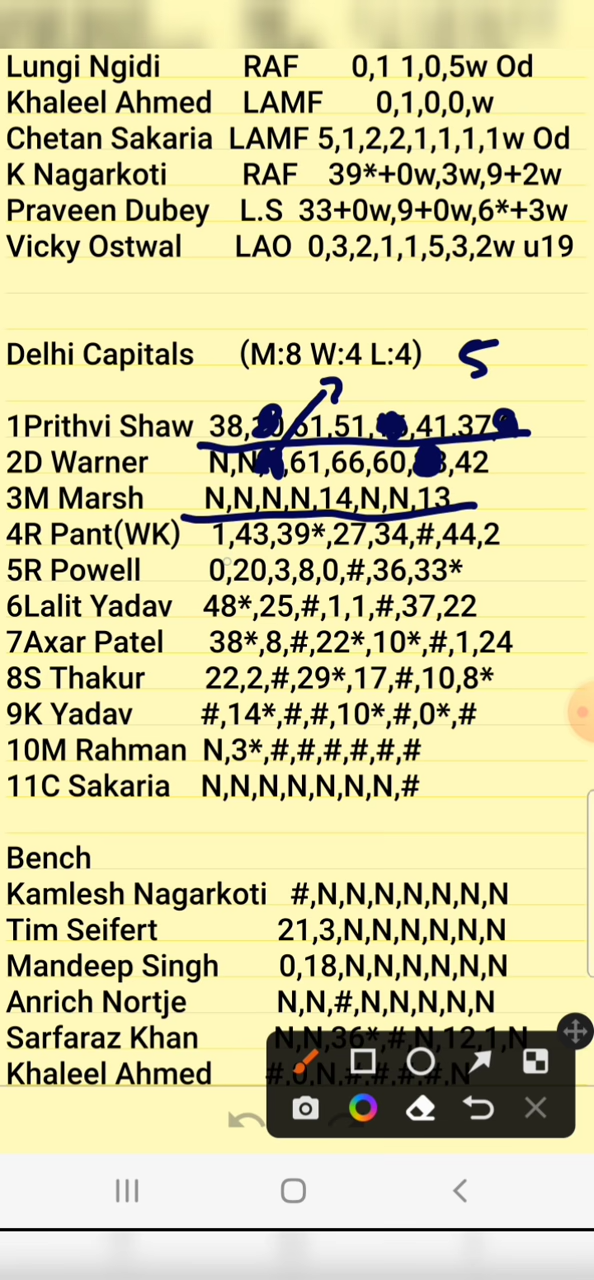 Lungi Ngidi RAF 0,1 1,0,5w Od
Khaleel Ahmed LAMF 0,1,0,0,w
Chetan Sakaria LAMF 5,1,2,2,1,1,1,1w Od
K Nagarkoti RAF 39*+0w,3w,9+2w
Praveen Dubey L.S 33+0w,9+0w,6*+3w
Vicky Ostwal LAO 0,3,2,1,1,5,3,2w u19
Delhi Capitals (M:8 W:4 L:4) 5
1Prithvi Shaw 38, 61,51, ,41,37
2D Warner N,N ,61,66,60, ,42
3M Marsh N,N,N,N,14,N,N,13
4R Pant(WK) 1,43,39*,27,34,#,44,2
5R Powell 0,20,3,8,0,#,36,33*
6Lalit Yadav 48*,25,#,1,1,#,37,22
7Axar Patel 38*,8,#,22*,10*,#,1,24
8S Thakur 22,2,#,29*,17,#,10,8*
9K Yadav #,14*,#,#,10*,#,0*,#
10M Rahman N,3*,#,#,#,#,#,#
11C Sakaria N,N,N,N,N,N,N,#
Bench
Kamlesh Nagarkoti #,N,N,N,N,N,N,N
Tim Seifert 21,3,N,N,N,N,N,N
Mandeep Singh 0,18,N,N,N,N,N,N
Anrich Nortje N,N,#,N,N,N,N,N
Sarfaraz Khan N,N,36*,#,N,12,1,N
Khaleel Ahmed #,0,N,#,#,#,#,N